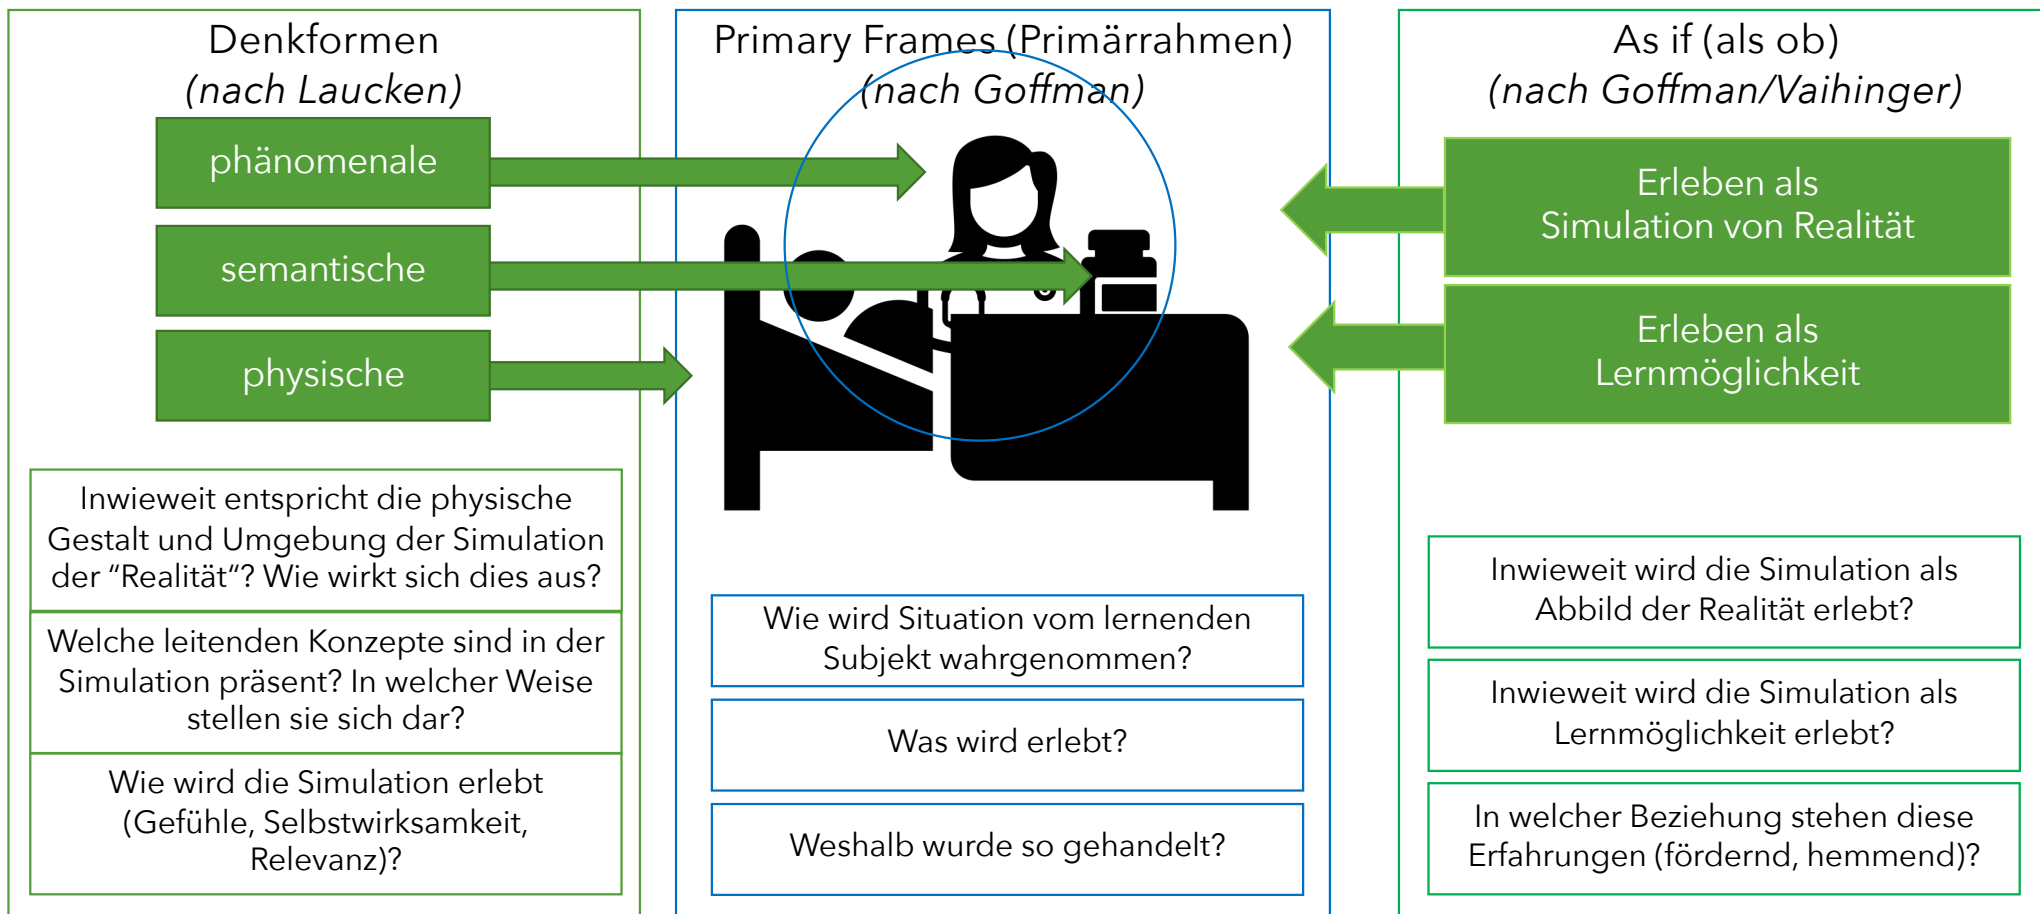 Denkformen
(nach Laucken)
phänomenale
semantische
physische
Inwieweit entspricht die physische
Gestalt und Umgebung der Simulation
der “Realität“? Wie wirkt sich dies aus?
Welche leitenden Konzepte sind in der
Simulation präsent? In welcher Weise
stellen sie sich dar?
Wie wird die Simulation erlebt
(Gefühle, Selbstwirksamkeit,
Relevanz)?
Primary Frames (Primärrahmen)
(nach Goffman)
Wie wird Situation vom lernenden
Subjekt wahrgenommen?
Was wird erlebt?
Weshalb wurde so gehandelt?
As if (als ob)
(nach Goffman/Vaihinger)
Erleben als
Simulation von Realität
Erleben als
Lernmöglichkeit
Inwieweit wird die Simulation als
Abbild der Realität erlebt?
Inwieweit wird die Simulation als
Lernmöglichkeit erlebt?
In welcher Beziehung stehen diese
Erfahrungen (fördernd, hemmend)?